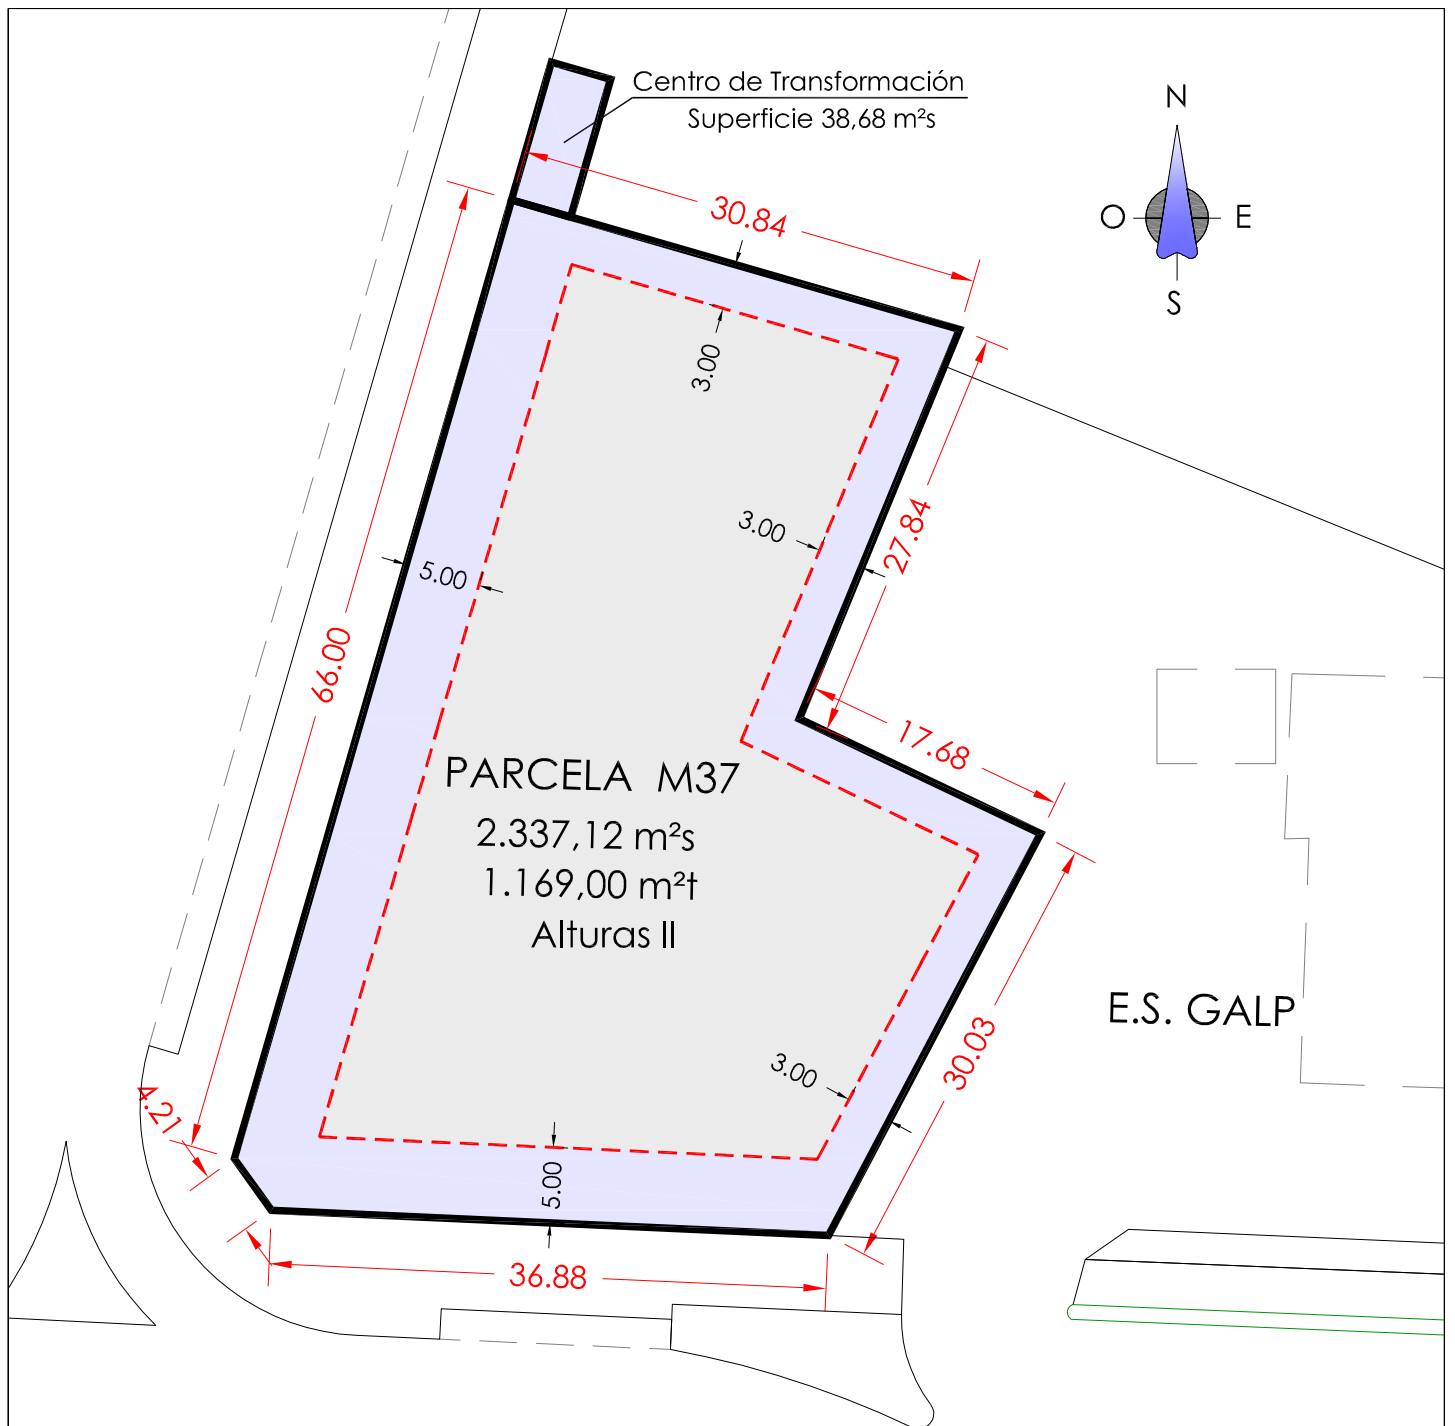 Centro de Transformación
Superficie 38,68 m²s
N
O
E
S
30.84
3.00
27.84
3.00
5.00
66.00
17.68
PARCELA M37
2.337,12 m²s
1.169,00 m²t
Alturas II
E.S. GALP
30.03
3.00
4.21
5.00
36.88